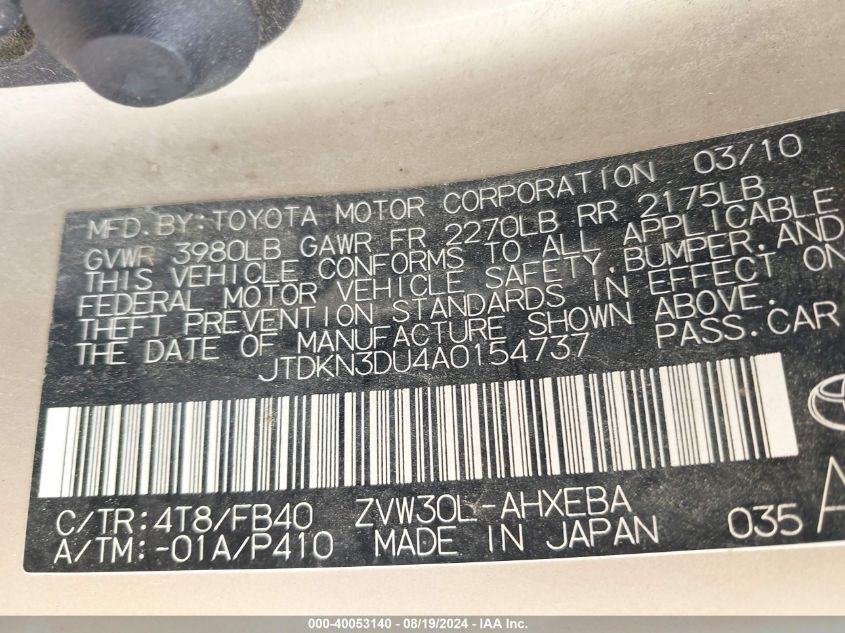 MFD. BY: TOYOTA MOTOR CORPORATION 03/10
GVWR 3980LB GAWR FR 2270LB RR 2175LB
THIS VEHICLE CONFORMS TO ALL APPLICABLE
FEDERAL MOTOR VEHICLE SAFETY, BUMPER, AND
THEFT PREVENTION STANDARDS IN EFFECT ON
THE DATE OF MANUFACTURE SHOWN ABOVE.
JTDKN3DU4A0154737 PASS. CAR
C/TR: 4T8/FB40 ZVW30L-AHXEBA
A/TM: -01A/P410 MADE IN JAPAN 035 A
000-40053140 - 08/19/2024 - IAA Inc.